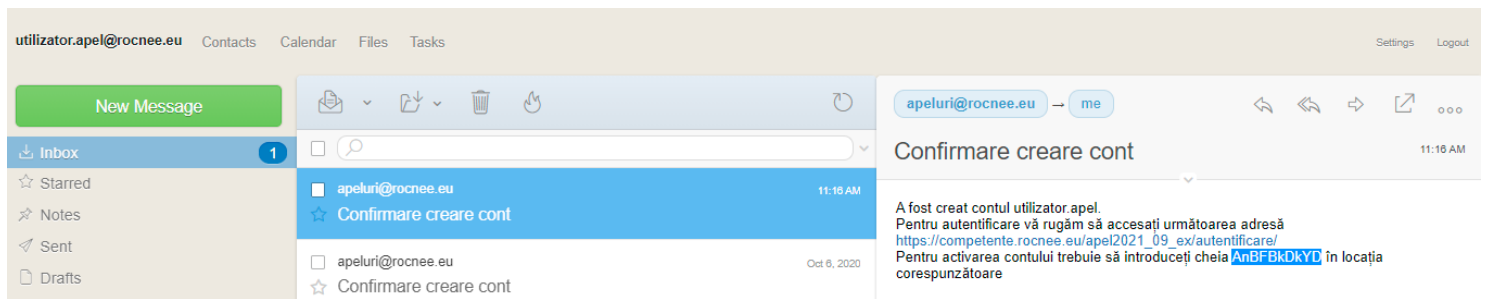 utilizator.apel@rocnee.eu Contacts Calendar Files Tasks Settings Logout
New Message
Inbox 1
Starred
Notes
Sent
Drafts
apeluri@rocnee.eu 11:16 AM
Confirmare creare cont
apeluri@rocnee.eu Oct 6, 2020
Confirmare creare cont
apeluri@rocnee.eu → me
Confirmare creare cont 11:16 AM
A fost creat contul utilizator.apel.
Pentru autentificare vă rugăm să accesați următoarea adresă
https://competente.rocnee.eu/apel2021_09_ex/autentificare/
Pentru activarea contului trebuie să introduceți cheia AnBFBkDkYD în locația
corespunzătoare